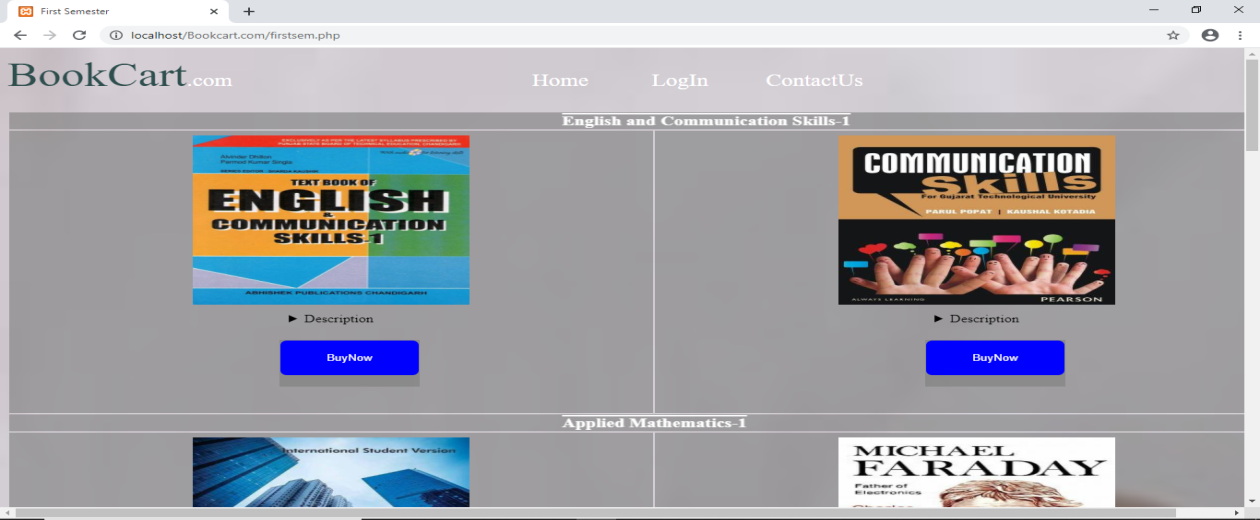 First Semester
localhost/Bookcart.com/firstsem.php
BookCart.com
Home LogIn ContactUs
English and Communication Skills-1
EXCLUSIVELY AS PER THE LATEST SYLLABUS PRESCRIBED BY
PUNJAB STATE BOARD OF TECHNICAL EDUCATION, CHANDIGARH
Parmod Kumar Singla
TEXT BOOK OF
ENGLISH
&
COMMUNICATION
SKILLS-1
ABHISHEK PUBLICATIONS CHANDIGARH
Description
BuyNow
COMMUNICATION
Skills
For Gujarat Technological University
PARUL POPAT | KAUSHAL KOTADIA
ALWAYS LEARNING
PEARSON
Description
BuyNow
Applied Mathematics-1
International Student Version
MICHAEL
FARADAY
Father of
Electronics
Charles